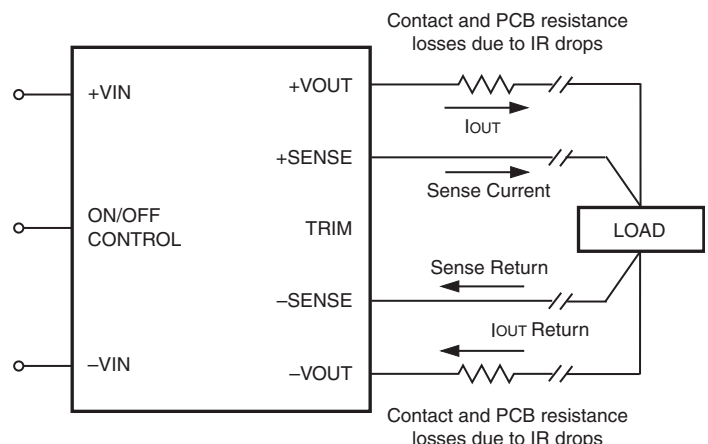 Contact and PCB resistance
losses due to IR drops
+VIN
+VOUT
IOUT
+SENSE
Sense Current
ON/OFF
CONTROL
TRIM
LOAD
Sense Return
–SENSE
IOUT Return
–VIN
–VOUT
Contact and PCB resistance
losses due to IR drops